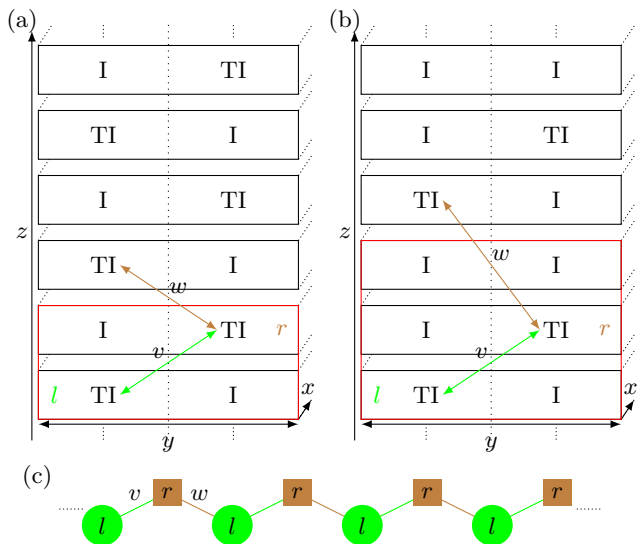 (a) (b)
I TI I I
TI I I TI
z I TI z TI I
TI I w I I
w
I TI r I TI r
v v
l TI I x l TI I x
y y
(c)
v r w r r r
l l l l